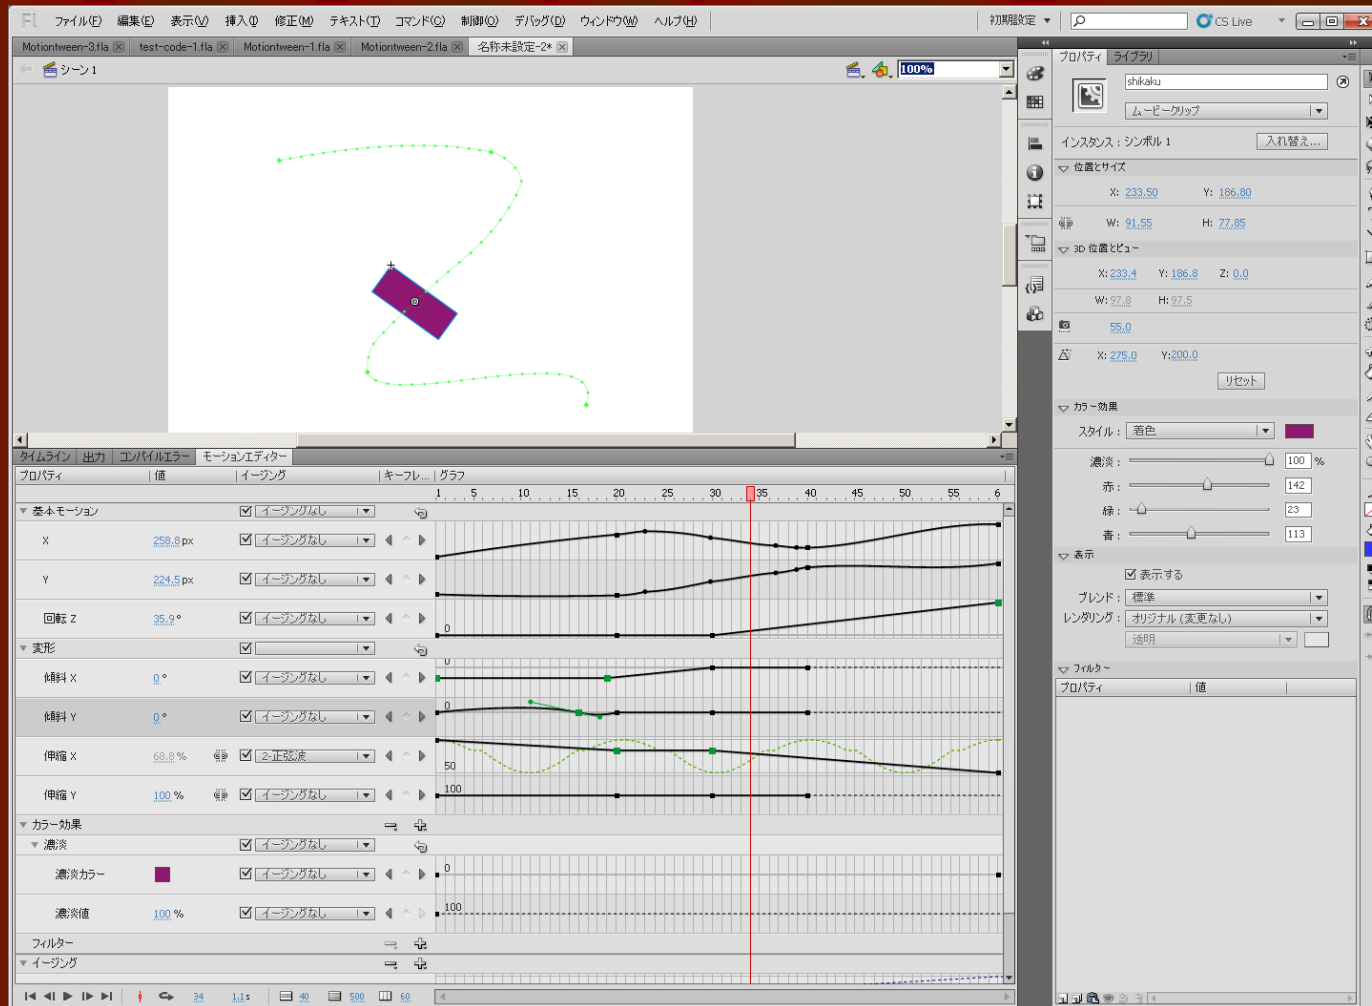 Fl ファイル(F) 編集(E) 表示(V) 挿入(I) 修正(M) テキスト(T) コマンド(C) 制御(O) デバッグ(D) ウィンドウ(W) ヘルプ(H) 初期設定 CS Live
Motiontween-3.fla test-code-1.fla Motiontween-1.fla Motiontween-2.fla 名称未設定-2*
シーン 1 100%
プロパティ ライブラリ
shikaku
ムービークリップ
インスタンス : シンボル 1 入れ替え...
位置とサイズ
X: 233.50 Y: 186.80
W: 91.55 H: 77.85
3D 位置とビュー
X: 233.4 Y: 186.8 Z: 0.0
W: 97.8 H: 97.5
55.0
X: 275.0 Y: 200.0
リセット
カラー効果
スタイル : 着色
濃淡 : 100 %
赤 : 142
緑 : 23
青 : 113
表示
表示する
ブレンド : 標準
レンダリング : オリジナル (変更なし)
透明
フィルター
プロパティ 値
タイムライン 出力 コンパイルエラー モーションエディター
プロパティ 値 イージング キーフレ... グラフ
1 5 10 15 20 25 30 35 40 45 50 55 6
基本モーション イージングなし
X 258.8 px イージングなし
Y 224.5 px イージングなし
回転 Z 35.9 ° イージングなし 0
変形
傾斜 X 0 ° イージングなし 0
傾斜 Y 0 ° イージングなし 0
伸縮 X 68.8 % 2-正弦波 50
伸縮 Y 100 % イージングなし 100
カラー効果
濃淡 イージングなし
濃淡カラー イージングなし 0
濃淡値 100 % イージングなし 100
フィルター
イージング
34 1.1 s 40 500 60